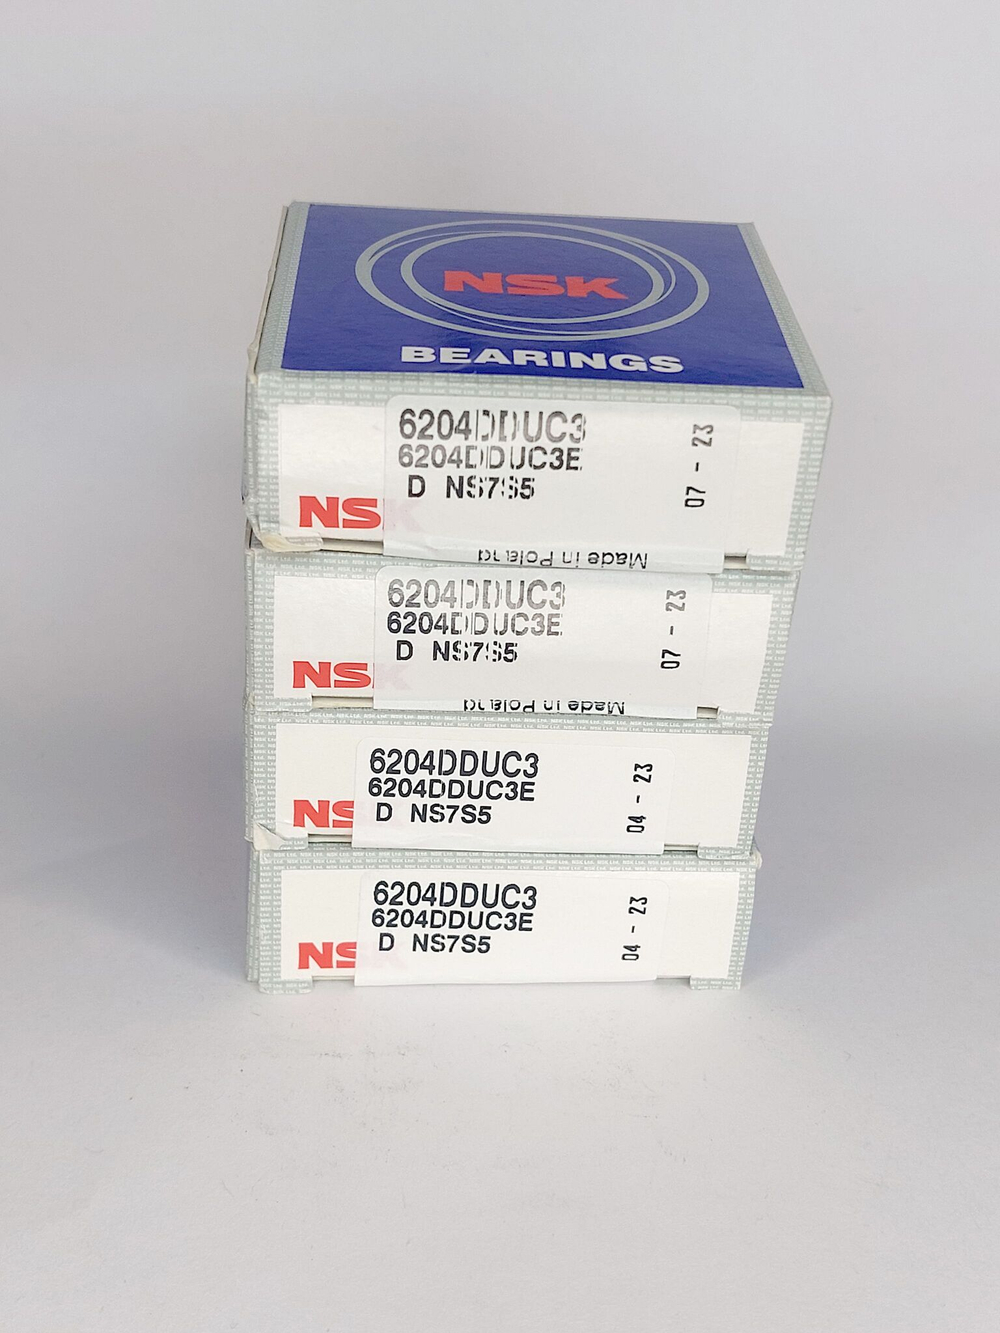 NSK
BEARINGS
6204DDUC3
6204DDUC3E
D NS7S5
07 - 23
NSK
Made in Poland
6204DDUC3
6204DDUC3E
D NS7S5
07 - 23
NSK
Made in Poland
6204DDUC3
6204DDUC3E
D NS7S5
04 - 23
NS
6204DDUC3
6204DDUC3E
D NS7S5
04 - 23
NS